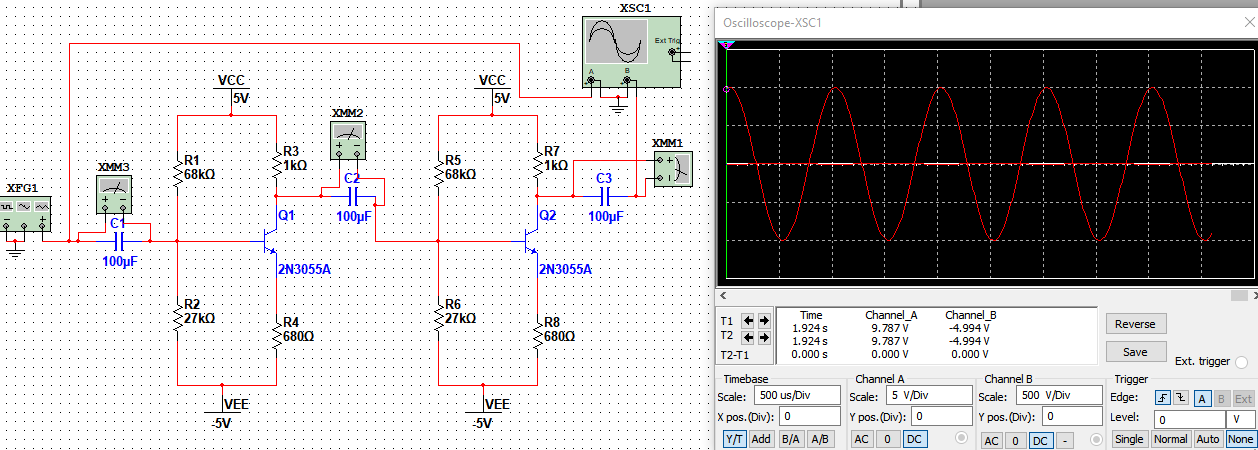 XSC1
Oscilloscope-XSC1
Ext Trig
A
B
VCC
5V
VCC
5V
XMM2
XMM1
XMM3
XFG1
R1
68kΩ
R3
1kΩ
R5
68kΩ
R7
1kΩ
C1
100µF
C2
100µF
C3
100µF
Q1
2N3055A
Q2
2N3055A
R2
27kΩ
R4
680Ω
R6
27kΩ
R8
680Ω
VEE
-5V
VEE
-5V
Time Channel_A Channel_B
T1 1.924 s 9.787 V -4.994 V
T2 1.924 s 9.787 V -4.994 V
T2-T1 0.000 s 0.000 V 0.000 V
Reverse
Save
Ext. trigger
Timebase
Scale: 500 us/Div
X pos.(Div): 0
Y/T Add B/A A/B
Channel A
Scale: 5 V/Div
Y pos.(Div): 0
AC 0 DC
Channel B
Scale: 500 V/Div
Y pos.(Div): 0
AC 0 DC -
Trigger
Edge: A B Ext
Level: 0 V
Single Normal Auto None